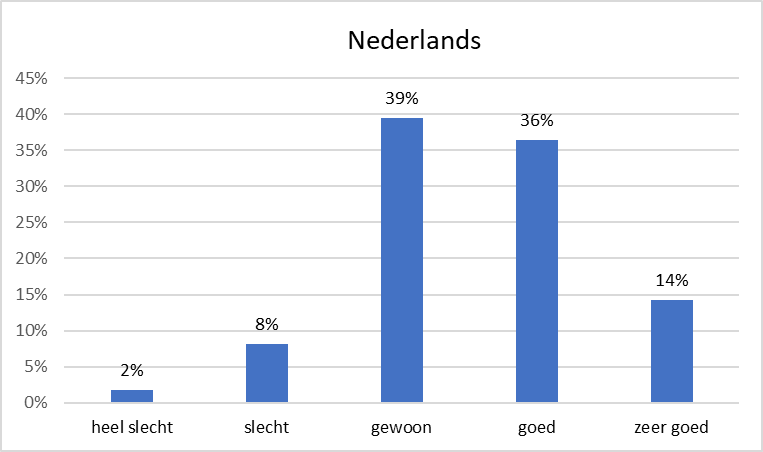 Nederlands
45%
40%
35%
30%
25%
20%
15%
10%
5%
0%
2%
8%
39%
36%
14%
heel slecht
slecht
gewoon
goed
zeer goed